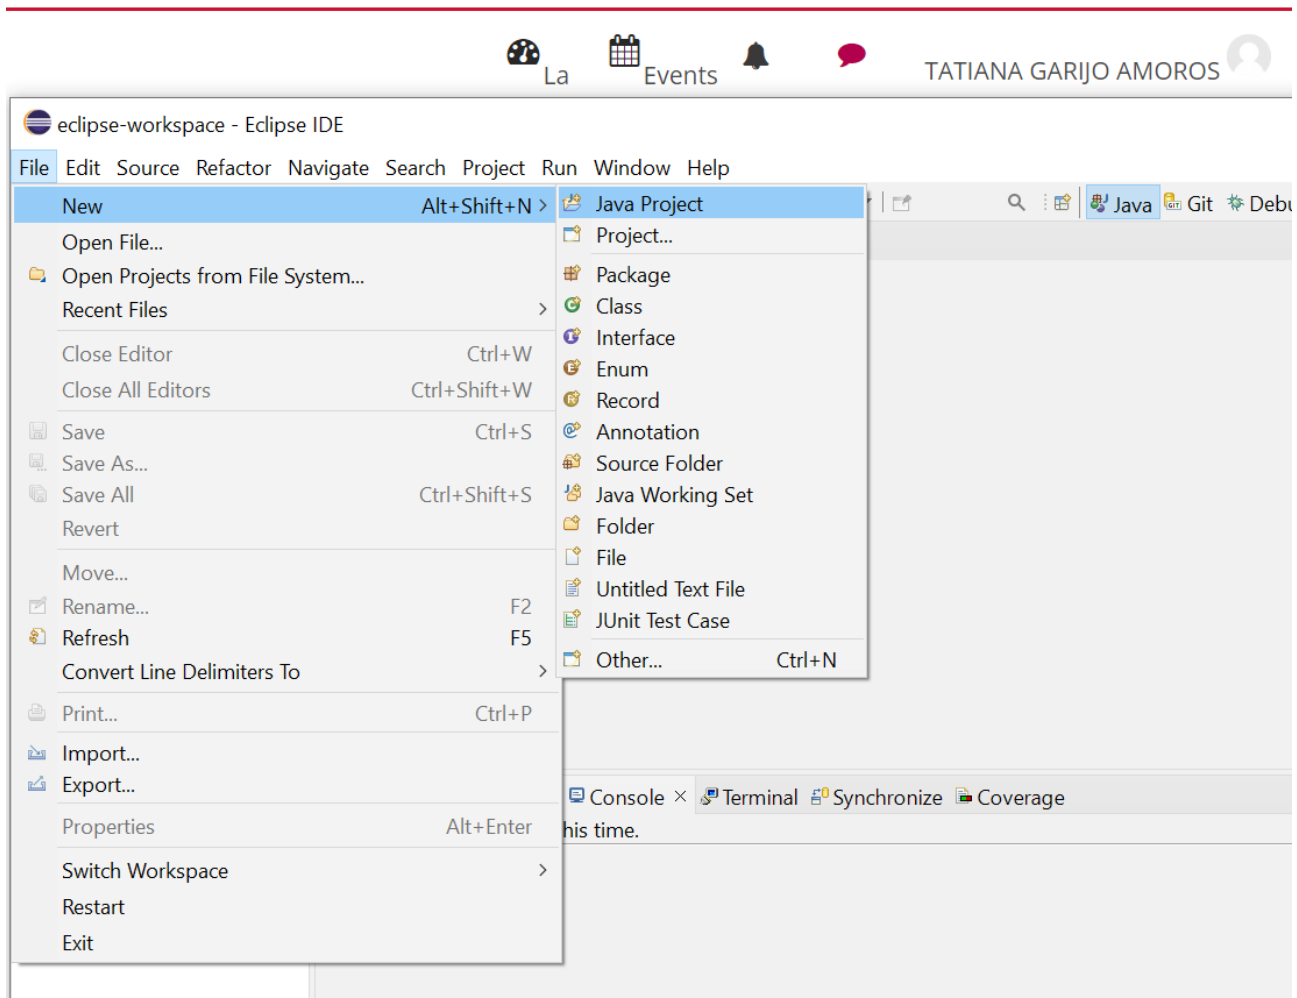 La
Events
TATIANA GARIJO AMOROS
eclipse-workspace - Eclipse IDE
File Edit Source Refactor Navigate Search Project Run Window Help
New Alt+Shift+N >
Open File...
Open Projects from File System...
Recent Files >
Close Editor Ctrl+W
Close All Editors Ctrl+Shift+W
Save Ctrl+S
Save As...
Save All Ctrl+Shift+S
Revert
Move...
Rename... F2
Refresh F5
Convert Line Delimiters To >
Print... Ctrl+P
Import...
Export...
Properties Alt+Enter
Switch Workspace >
Restart
Exit
Java Project
Project...
Package
Class
Interface
Enum
Record
Annotation
Source Folder
Java Working Set
Folder
File
Untitled Text File
JUnit Test Case
Other... Ctrl+N
Java Git Debu
Console × Terminal Synchronize Coverage
his time.